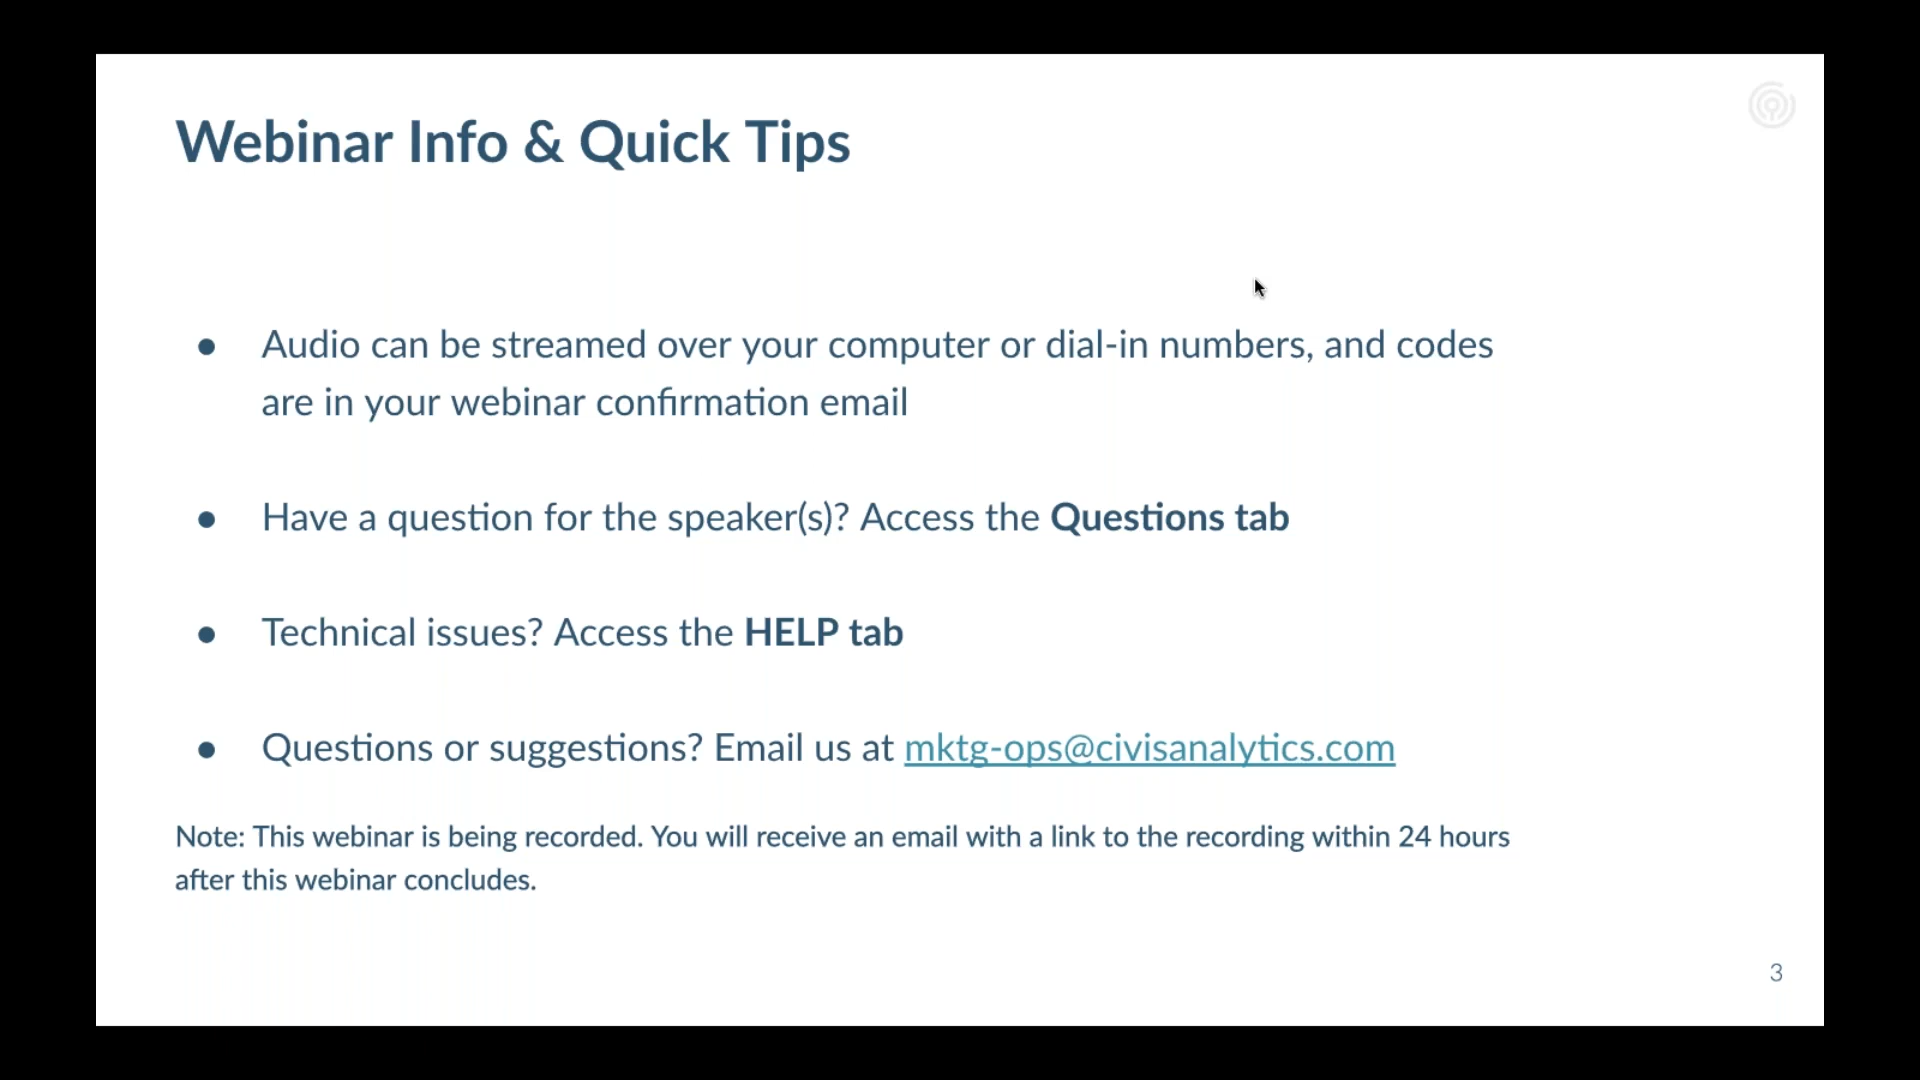 Webinar Info & Quick Tips
● Audio can be streamed over your computer or dial-in numbers, and codes
are in your webinar confirmation email
● Have a question for the speaker(s)? Access the Questions tab
● Technical issues? Access the HELP tab
● Questions or suggestions? Email us at mktg-ops@civisanalytics.com
Note: This webinar is being recorded. You will receive an email with a link to the recording within 24 hours
after this webinar concludes.
3